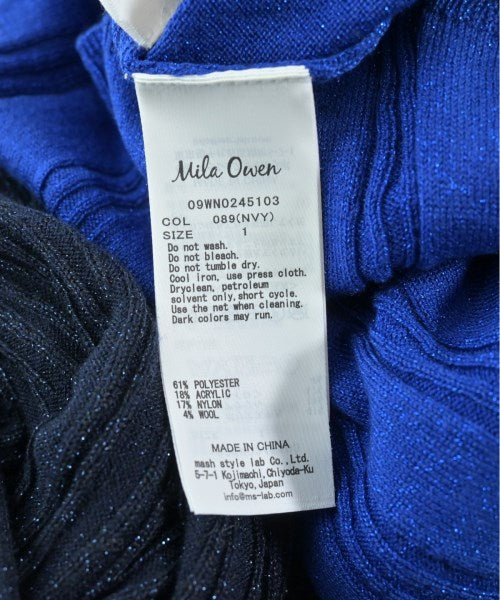 Mila Owen
09WN0245103
COL 089(NVY)
SIZE 1
Do not wash.
Do not bleach.
Do not tumble dry.
Cool iron, use press cloth.
Dryclean, petroleum
solvent only, short cycle.
Use the net when cleaning.
Dark colors may run.
61% POLYESTER
18% ACRYLIC
17% NYLON
4% WOOL
MADE IN CHINA
mash style lab Co.,Ltd.
5-7-1 Kojimachi,Chiyoda-Ku
Tokyo,Japan
info@ms-lab.com